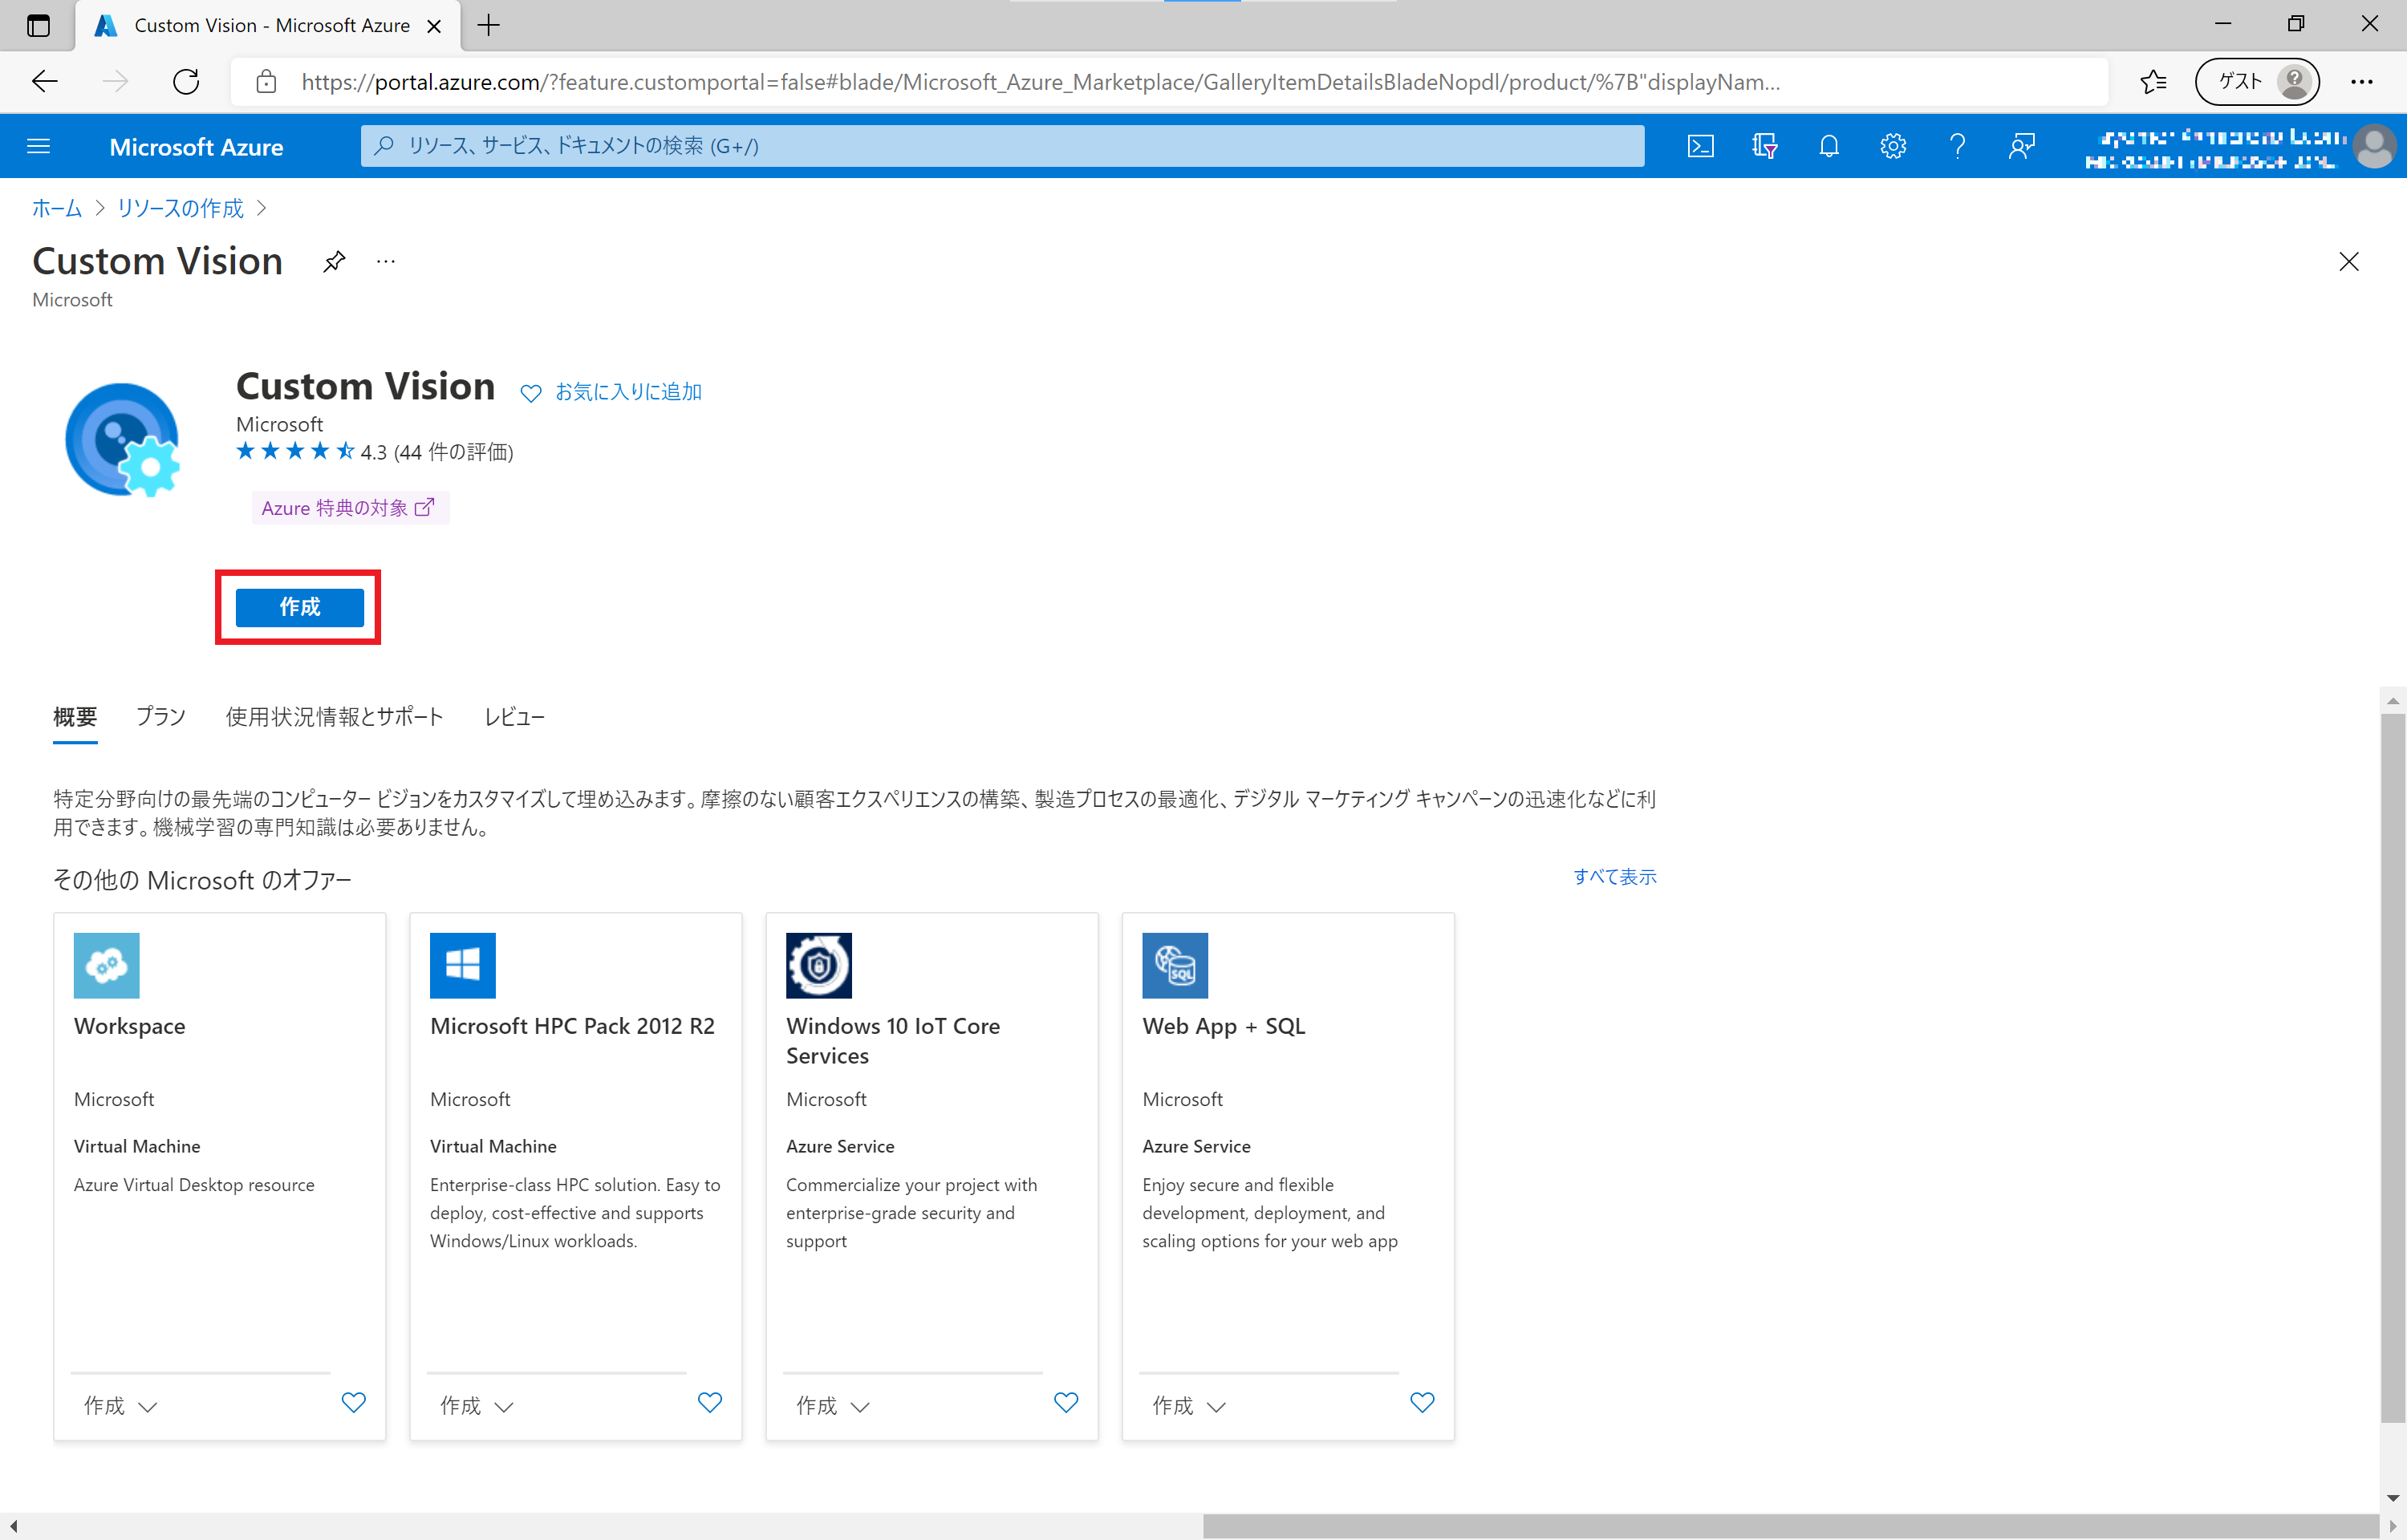 Custom Vision - Microsoft Azure
https://portal.azure.com/?feature.customportal=false#blade/Microsoft_Azure_Marketplace/GalleryItemDetailsBladeNopdl/product/%7B"displayNam...
ゲスト
Microsoft Azure
リソース、サービス、ドキュメントの検索 (G+/)
ホーム > リソースの作成 >
Custom Vision
Microsoft
Custom Vision
お気に入りに追加
Microsoft
4.3 (44 件の評価)
Azure 特典の対象
作成
概要 プラン 使用状況情報とサポート レビュー
特定分野向けの最先端のコンピューター ビジョンをカスタマイズして埋め込みます。摩擦のない顧客エクスペリエンスの構築、製造プロセスの最適化、デジタル マーケティング キャンペーンの迅速化などに利
用できます。機械学習の専門知識は必要ありません。
その他の Microsoft のオファー
すべて表示
Workspace
Microsoft
Virtual Machine
Azure Virtual Desktop resource
作成
Microsoft HPC Pack 2012 R2
Microsoft
Virtual Machine
Enterprise-class HPC solution. Easy to
deploy, cost-effective and supports
Windows/Linux workloads.
作成
Windows 10 IoT Core
Services
Microsoft
Azure Service
Commercialize your project with
enterprise-grade security and
support
作成
SQL
Web App + SQL
Microsoft
Azure Service
Enjoy secure and flexible
development, deployment, and
scaling options for your web app
作成